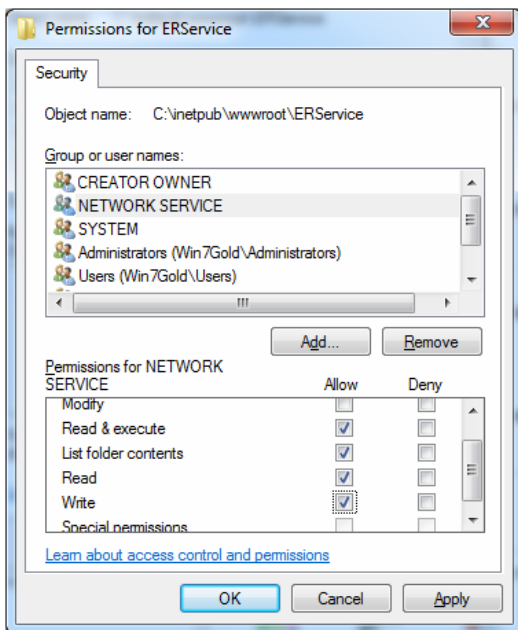 Permissions for ERService
Security
Object name: C:\inetpub\wwwroot\ERService
Group or user names:
CREATOR OWNER
NETWORK SERVICE
SYSTEM
Administrators (Win7Gold\Administrators)
Users (Win7Gold\Users)
Add... Remove
Permissions for NETWORK
SERVICE Allow Deny
Modify
Read & execute
List folder contents
Read
Write
Special permissions
Learn about access control and permissions
OK Cancel Apply